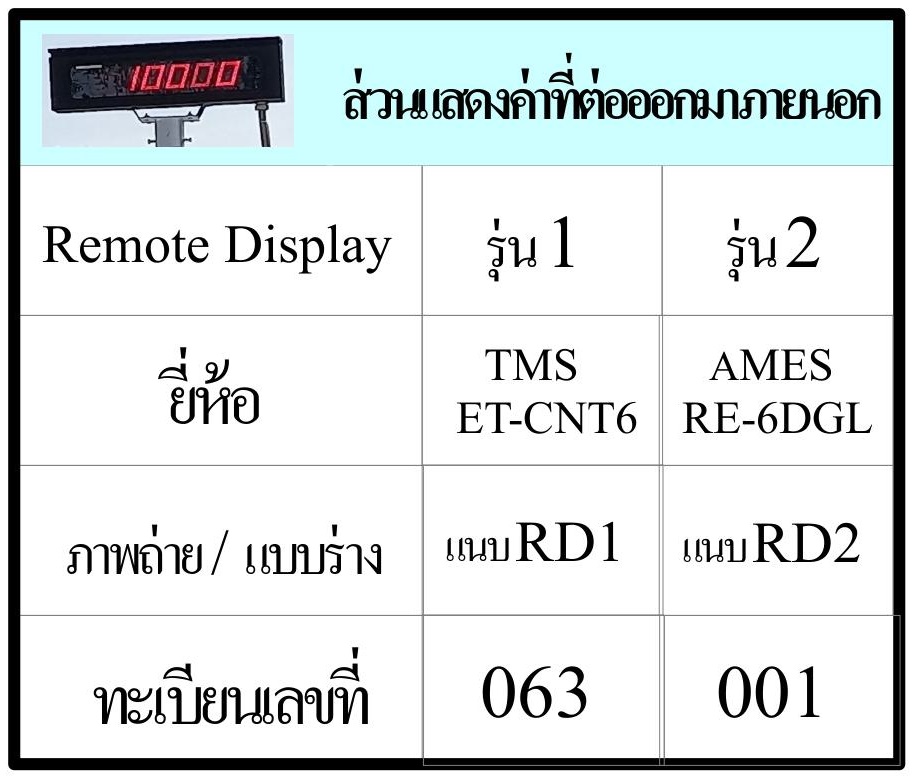 10000
ส่วนแสดงค่าที่ต่อออกมาภายนอก
Remote Display รุ่น 1 รุ่น 2
ยี่ห้อ TMS ET-CNT6 AMES RE-6DGL
ภาพถ่าย / แบบร่าง แนบ RD1 แนบ RD2
ทะเบียนเลขที่ 063 001